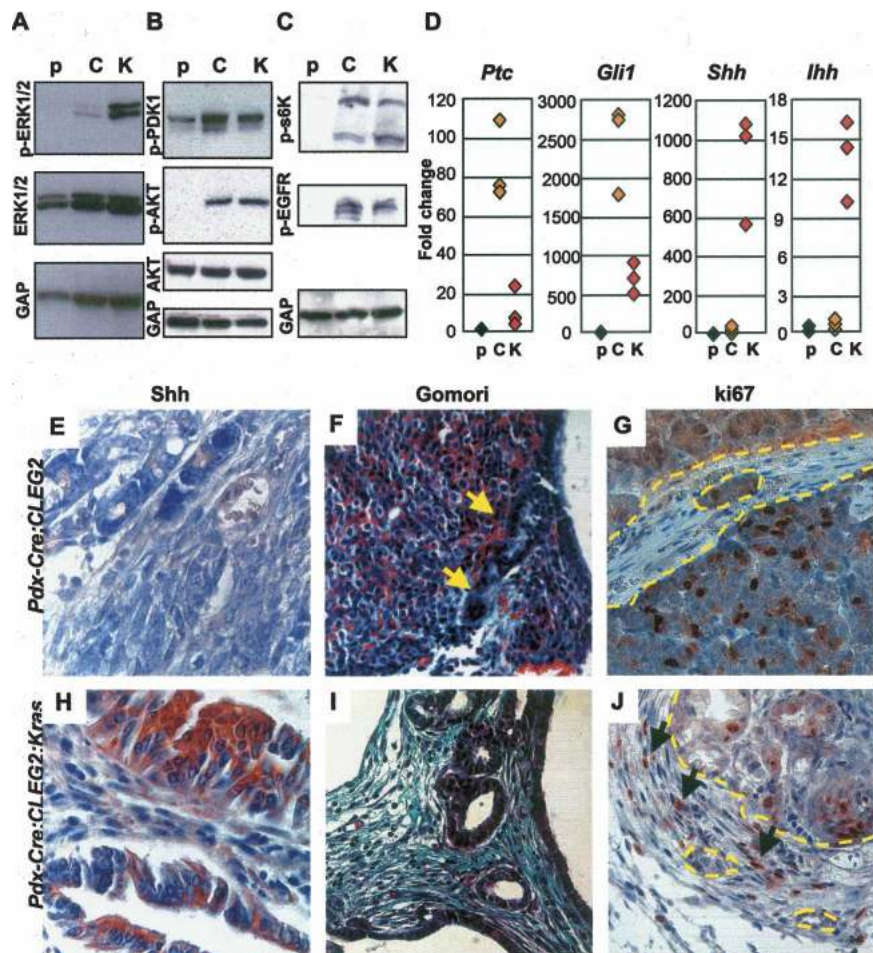 A B C D
p C K p C K p C K
p-ERK1/2
ERK1/2
GAP
p-PDK1
p-AKT
AKT
GAP
p-s6K
p-EGFR
GAP
Ptc Gli1 Shh Ihh
Fold change
120
100
80
60
40
20
0
3000
2500
2000
1500
1000
500
0
1200
1000
800
600
400
200
0
18
15
12
9
6
3
0
p C K p C K p C K p C K
Shh Gomori ki67
Pdx-Cre:CLEG2
E F G
Pdx-Cre:CLEG2:Kras
H I J